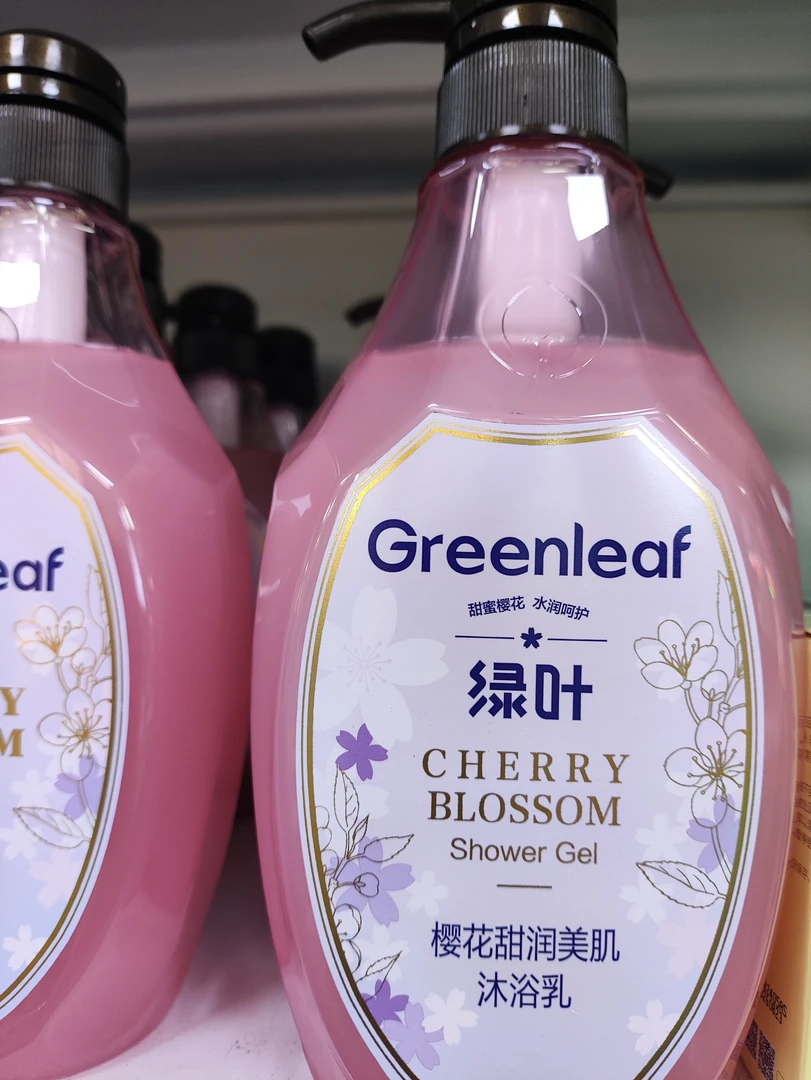 Greenleaf
甜蜜樱花 水润呵护
绿叶
CHERRY
BLOSSOM
Shower Gel
樱花甜润美肌
沐浴乳
eaf
Y
M